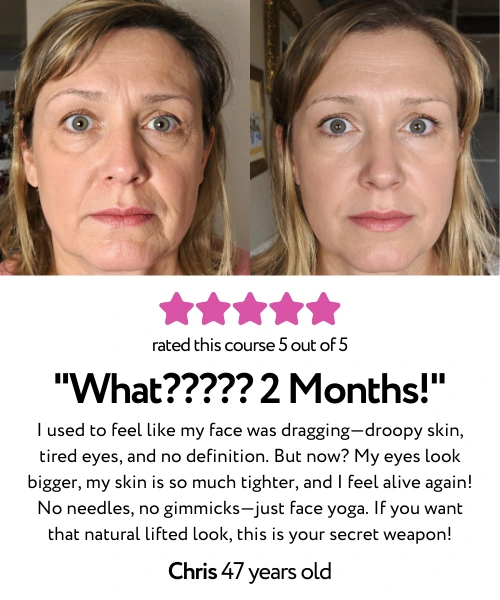 rated this course 5 out of 5
"What????? 2 Months!"
I used to feel like my face was dragging—droopy skin,
tired eyes, and no definition. But now? My eyes look
bigger, my skin is so much tighter, and I feel alive again!
No needles, no gimmicks—just face yoga. If you want
that natural lifted look, this is your secret weapon!
Chris 47 years old